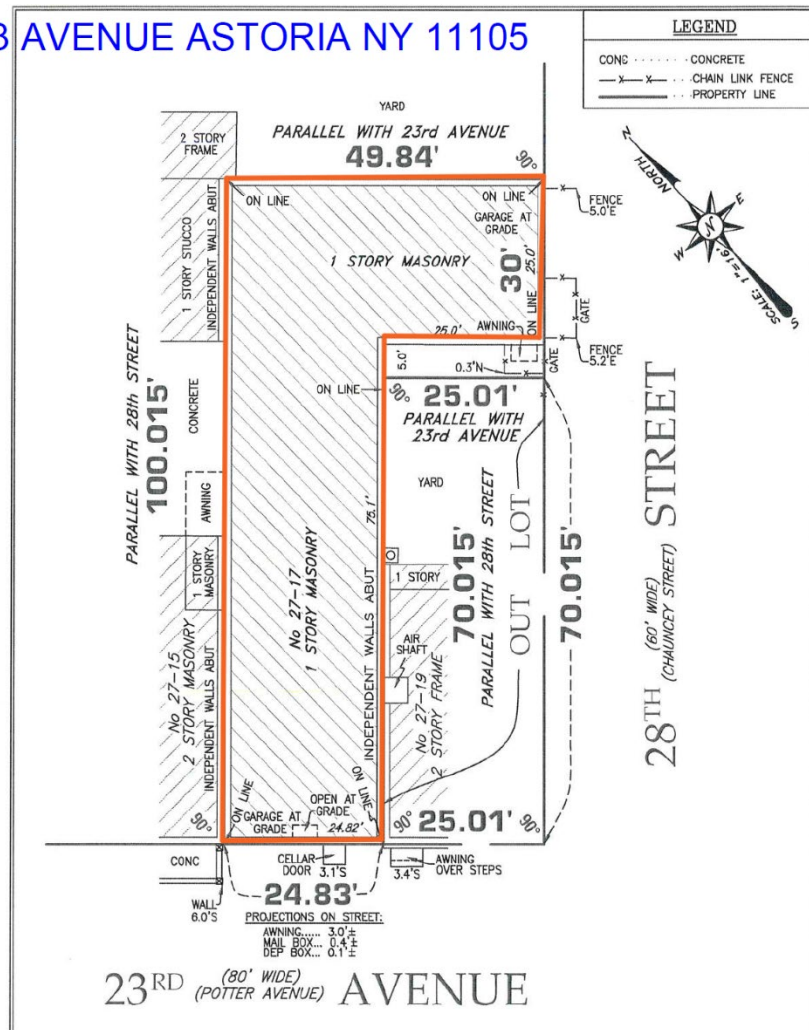 3 AVENUE ASTORIA NY 11105
LEGEND
CONC ........ CONCRETE
—x—x— ... CHAIN LINK FENCE
... PROPERTY LINE
YARD
PARALLEL WITH 23rd AVENUE
49.84'
90°
2 STORY
FRAME
ON LINE
ON LINE
FENCE
5.0'E
GARAGE AT
GRADE
1 STORY MASONRY
30'
25.0'
ON LINE
GATE
25.0'
AWNING
FENCE
5.2'E
GATE
5.0'
0.3'N
ON LINE
90°
25.01'
PARALLEL WITH
23rd AVENUE
N
NORTH
E
W
N
S
SCALE: 1"=16'
1 STORY STUCCO
INDEPENDENT WALLS ABUT
PARALLEL WITH 28th STREET
100.015'
CONCRETE
AWNING
1 STORY
MASONRY
No 27-15
2 STORY MASONRY
INDEPENDENT WALLS ABUT
90°
75.1'
No 27-17
1 STORY MASONRY
INDEPENDENT WALLS ABUT
YARD
1 STORY
AIR
SHAFT
No 27-19
2 STORY FRAME
70.015'
PARALLEL WITH 28th STREET
OUT LOT
70.015'
28TH STREET
(60' WIDE)
(CHAUNCEY STREET)
ON LINE
ON LINE
OPEN AT
GRADE
GARAGE AT
GRADE
24.82'
90°
25.01'
90°
CONC
CELLAR
DOOR 3.1'S
AWNING
OVER STEPS
3.4'S
WALL
6.0'S
24.83'
PROJECTIONS ON STREET:
AWNING...... 3.0'±
MAIL BOX... 0.4'±
DEP BOX... 0.1'±
23RD AVENUE
(80' WIDE)
(POTTER AVENUE)